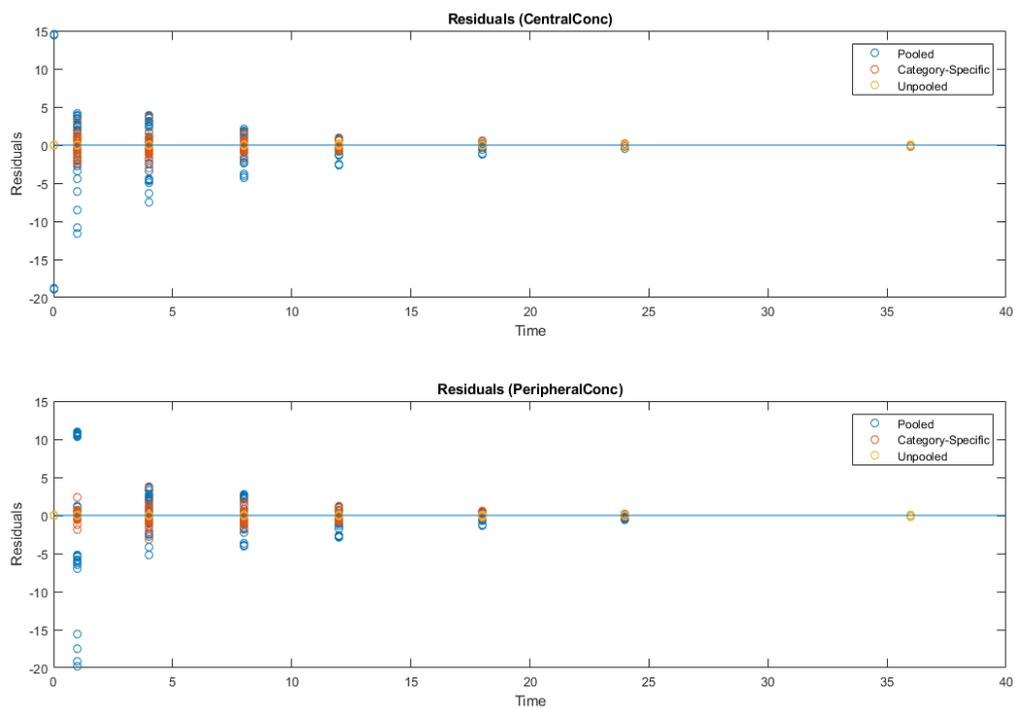 Residuals (CentralConc)
15
10
5
0
-5
-10
-15
-20
Residuals
0 5 10 15 20 25 30 35 40
Time
Pooled
Category-Specific
Unpooled
Residuals (PeripheralConc)
15
10
5
0
-5
-10
-15
-20
Residuals
0 5 10 15 20 25 30 35 40
Time
Pooled
Category-Specific
Unpooled